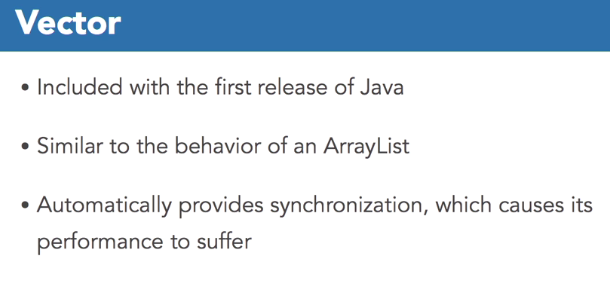 Vector
• Included with the first release of Java
• Similar to the behavior of an ArrayList
• Automatically provides synchronization, which causes its
performance to suffer